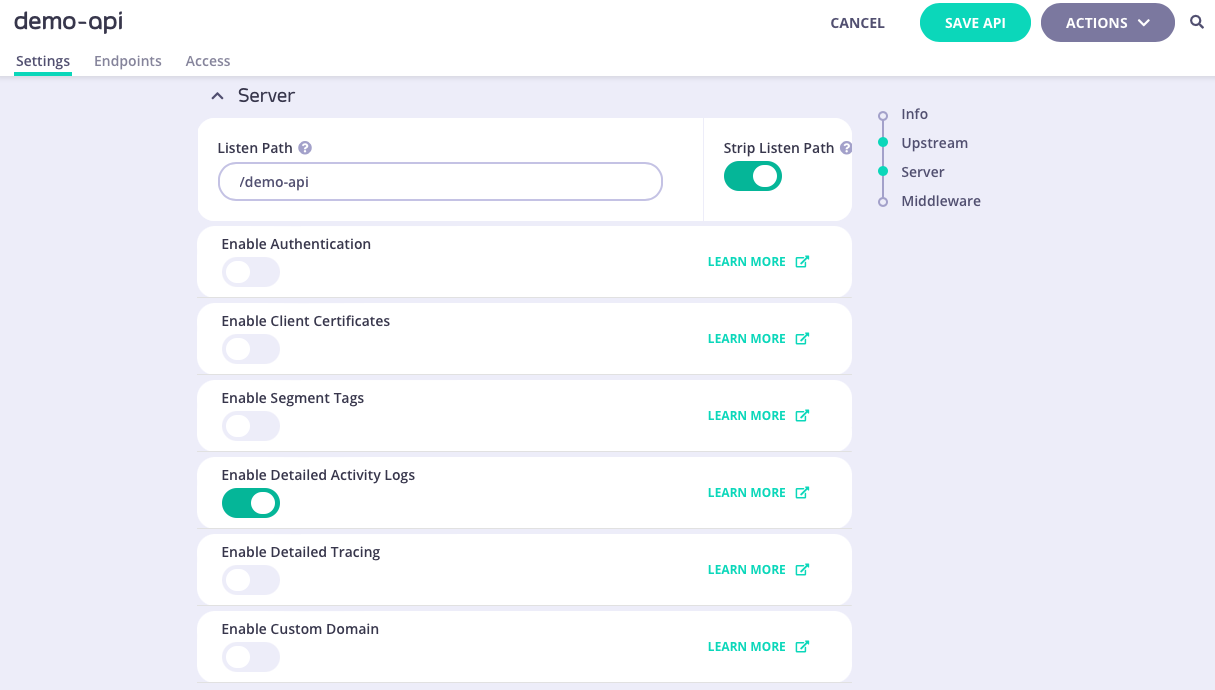 demo-api
CANCEL
SAVE API
ACTIONS
Settings
Endpoints
Access
Server
Listen Path ?
/demo-api
Strip Listen Path ?
Enable Authentication
LEARN MORE
Enable Client Certificates
LEARN MORE
Enable Segment Tags
LEARN MORE
Enable Detailed Activity Logs
LEARN MORE
Enable Detailed Tracing
LEARN MORE
Enable Custom Domain
LEARN MORE
Info
Upstream
Server
Middleware